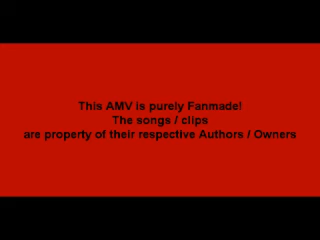 This AMV is purely Fanmade!
The songs / clips
are property of their respective Authors / Owners